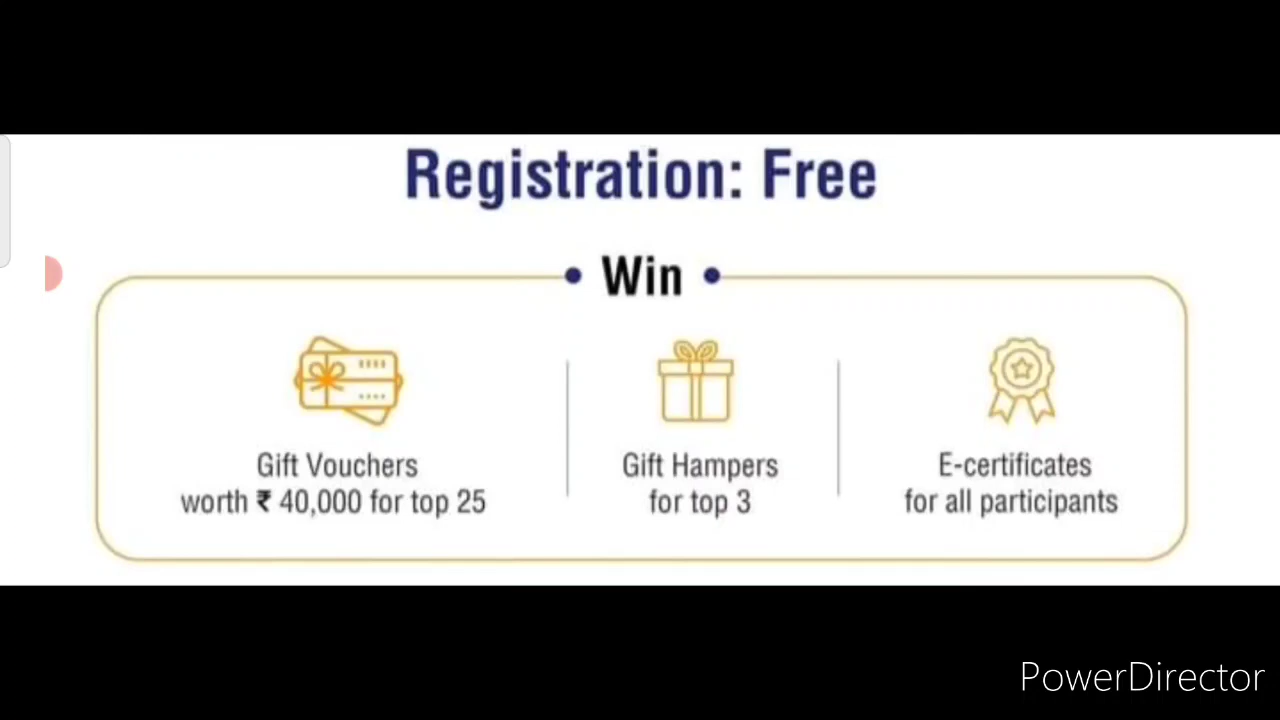 Registration: Free
Win
Gift Vouchers
worth ₹ 40,000 for top 25
Gift Hampers
for top 3
E-certificates
for all participants
PowerDirector